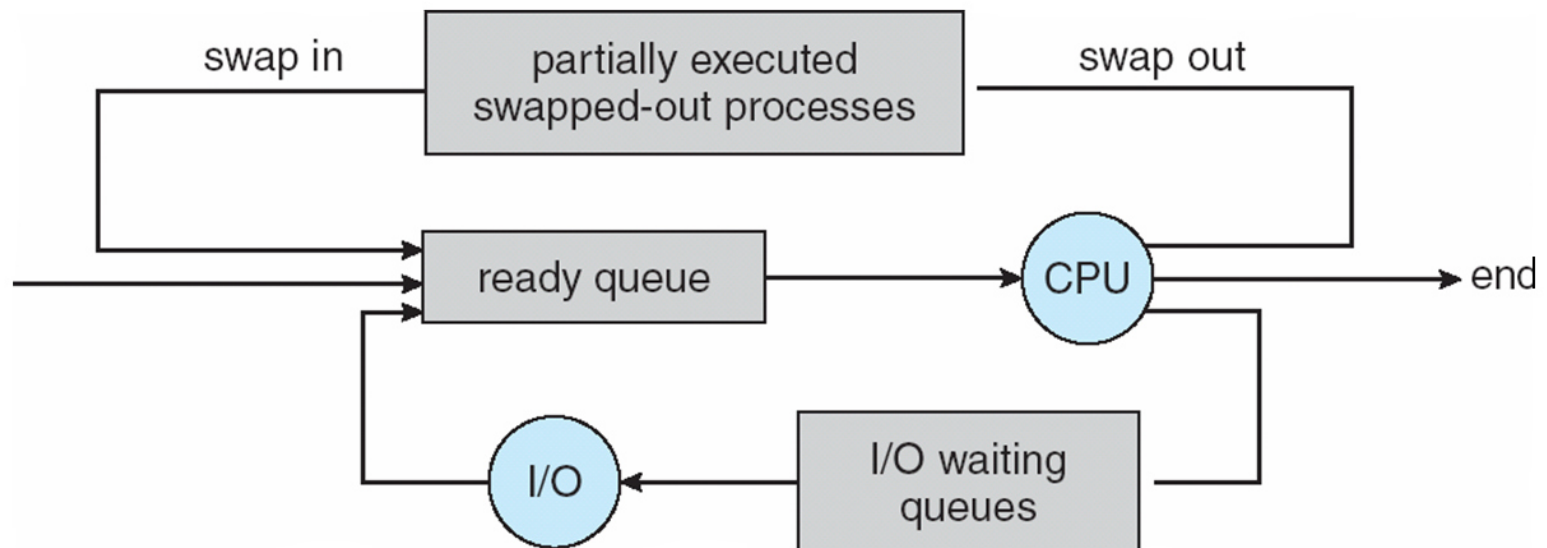 swap in
partially executed
swapped-out processes
swap out
ready queue
CPU
end
I/O
I/O waiting
queues